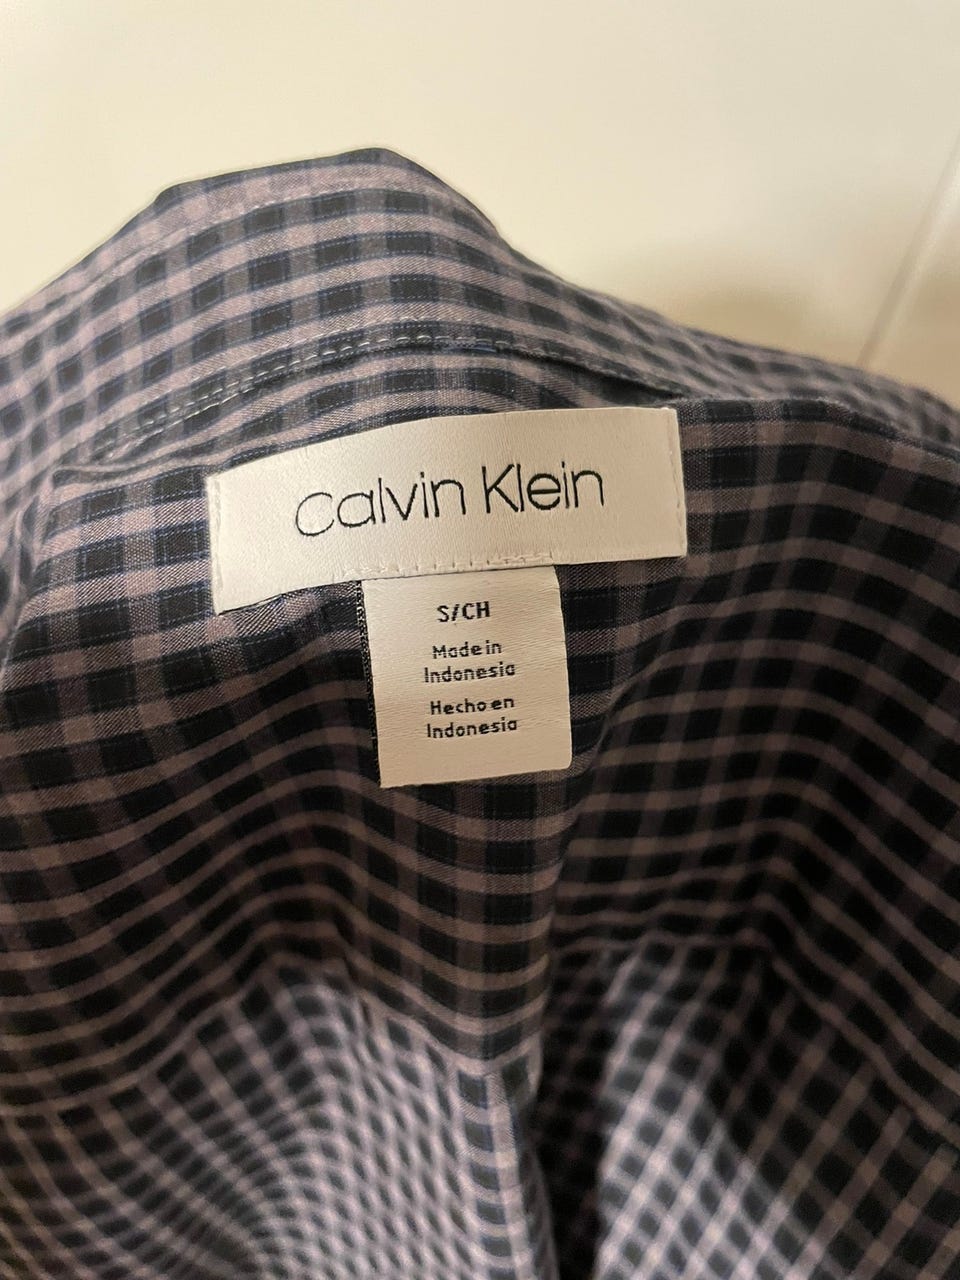 Calvin Klein
S/CH
Made in
Indonesia
Hecho en
Indonesia